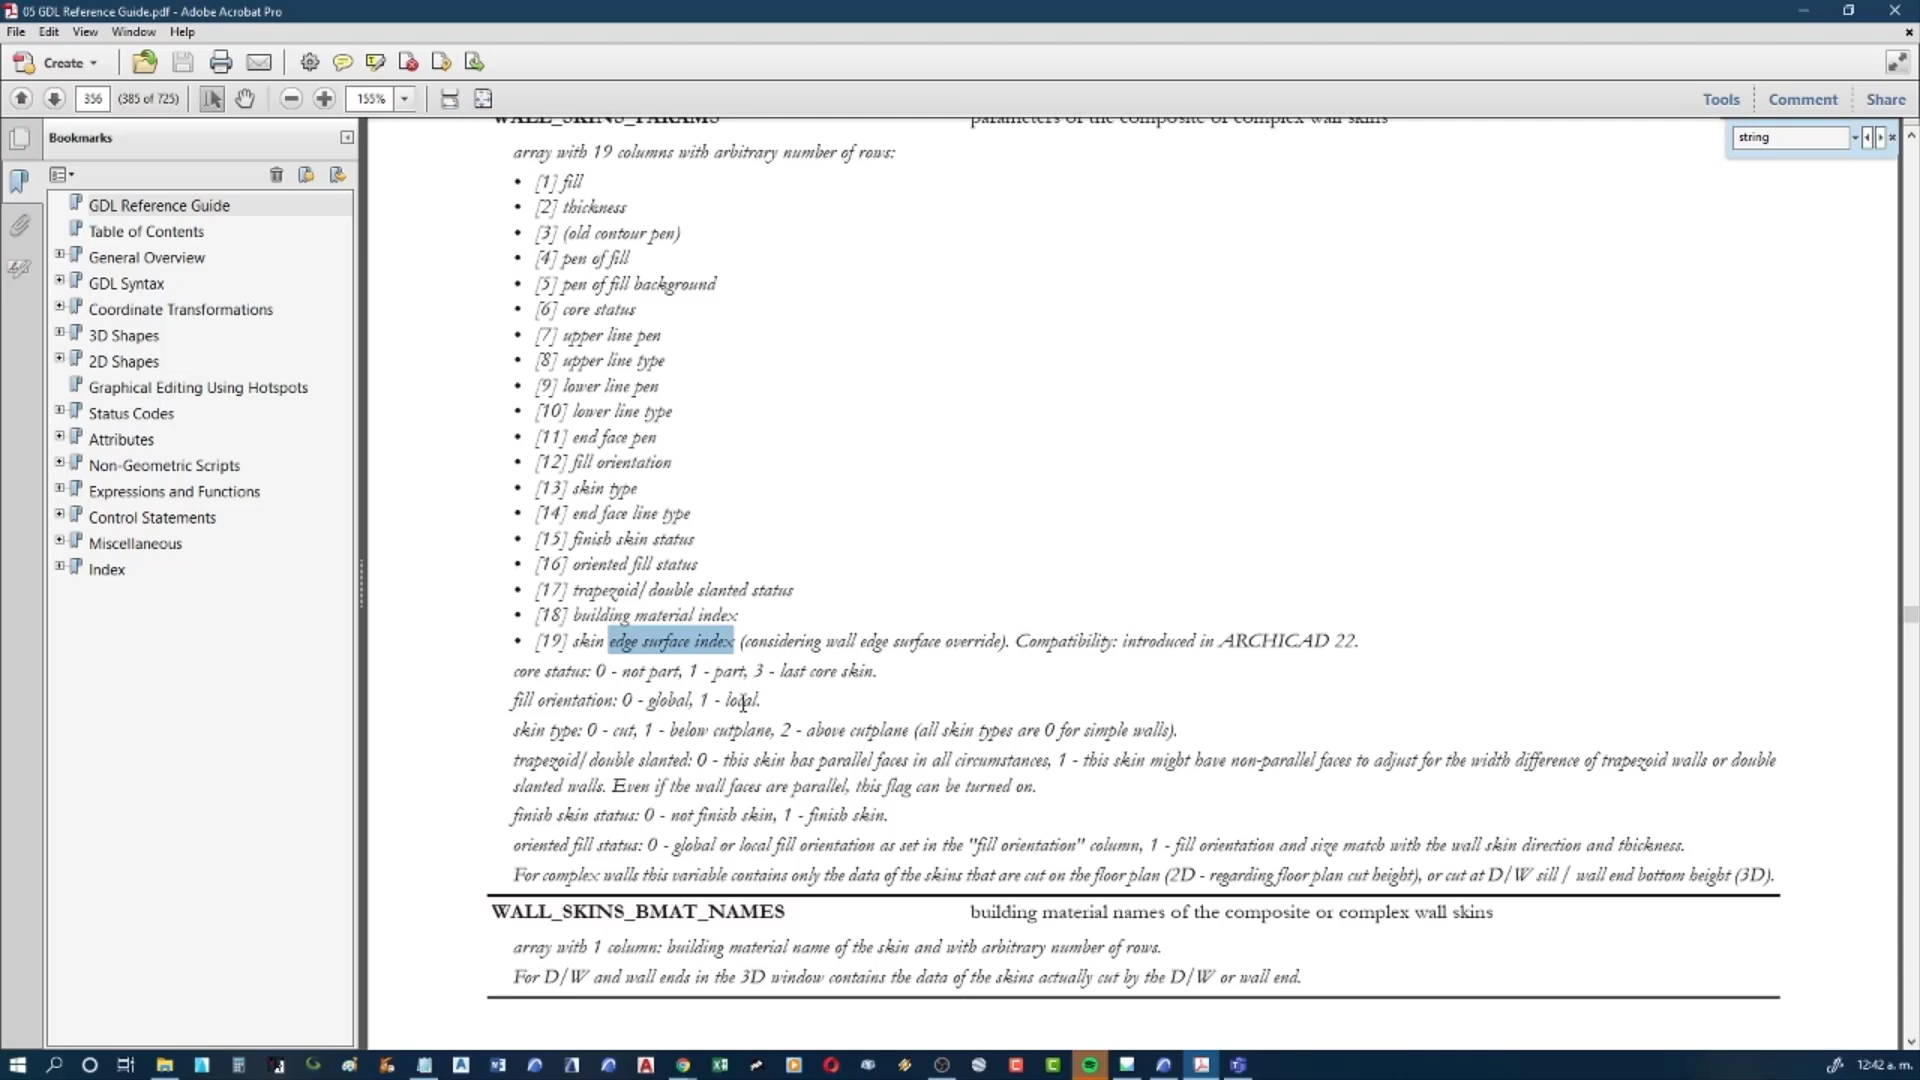 05 GDL Reference Guide.pdf - Adobe Acrobat Pro
File Edit View Window Help
Create
356 (385 of 725) 155%
Tools Comment Share
Bookmarks
GDL Reference Guide
Table of Contents
General Overview
GDL Syntax
Coordinate Transformations
3D Shapes
2D Shapes
Graphical Editing Using Hotspots
Status Codes
Attributes
Non-Geometric Scripts
Expressions and Functions
Control Statements
Miscellaneous
Index
string
WALL_SKINS_PARAMS parameters of the composite or complex wall skins
array with 19 columns with arbitrary number of rows:
• [1] fill
• [2] thickness
• [3] (old contour pen)
• [4] pen of fill
• [5] pen of fill background
• [6] core status
• [7] upper line pen
• [8] upper line type
• [9] lower line pen
• [10] lower line type
• [11] end face pen
• [12] fill orientation
• [13] skin type
• [14] end face line type
• [15] finish skin status
• [16] oriented fill status
• [17] trapezoid/double slanted status
• [18] building material index
• [19] skin edge surface index (considering wall edge surface override). Compatibility: introduced in ARCHICAD 22.
core status: 0 - not part, 1 - part, 3 - last core skin.
fill orientation: 0 - global, 1 - local.
skin type: 0 - cut, 1 - below cutplane, 2 - above cutplane (all skin types are 0 for simple walls).
trapezoid/double slanted: 0 - this skin has parallel faces in all circumstances, 1 - this skin might have non-parallel faces to adjust for the width difference of trapezoid walls or double
slanted walls. Even if the wall faces are parallel, this flag can be turned on.
finish skin status: 0 - not finish skin, 1 - finish skin.
oriented fill status: 0 - global or local fill orientation as set in the "fill orientation" column, 1 - fill orientation and size match with the wall skin direction and thickness.
For complex walls this variable contains only the data of the skins that are cut on the floor plan (2D - regarding floor plan cut height), or cut at D/W sill / wall end bottom height (3D).
WALL_SKINS_BMAT_NAMES building material names of the composite or complex wall skins
array with 1 column: building material name of the skin and with arbitrary number of rows.
For D/W and wall ends in the 3D window contains the data of the skins actually cut by the D/W or wall end.
12:42 a. m.